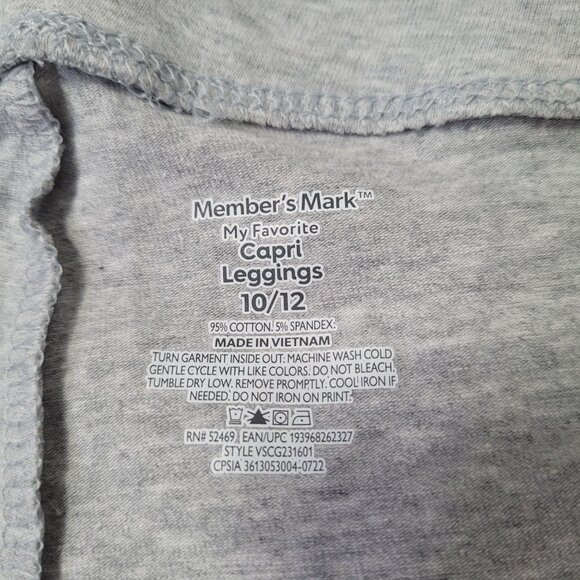 Member's Mark™
My Favorite
Capri
Leggings
10/12
95% COTTON. 5% SPANDEX.
MADE IN VIETNAM
TURN GARMENT INSIDE OUT: MACHINE WASH COLD
GENTLE CYCLE WITH LIKE COLORS. DO NOT BLEACH.
TUMBLE DRY LOW. REMOVE PROMPTLY. COOL IRON IF
NEEDED. DO NOT IRON ON PRINT.
RN# 52469 EAN/UPC 193968262327
STYLE VSCG231601
CPSIA 3613053004-0722